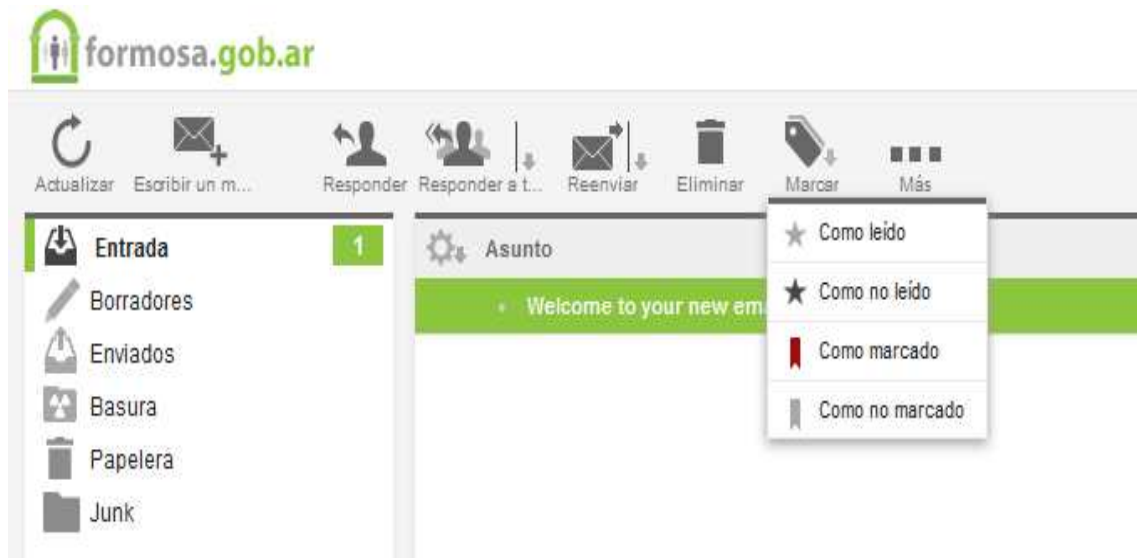 formosa.gob.ar
Actualizar Escribir un m... Responder Responder a t... Reenviar Eliminar Marcar Más
Entrada 1
Borradores
Enviados
Basura
Papelera
Junk
Asunto
Welcome to your new em
Como leído
Como no leído
Como marcado
Como no marcado